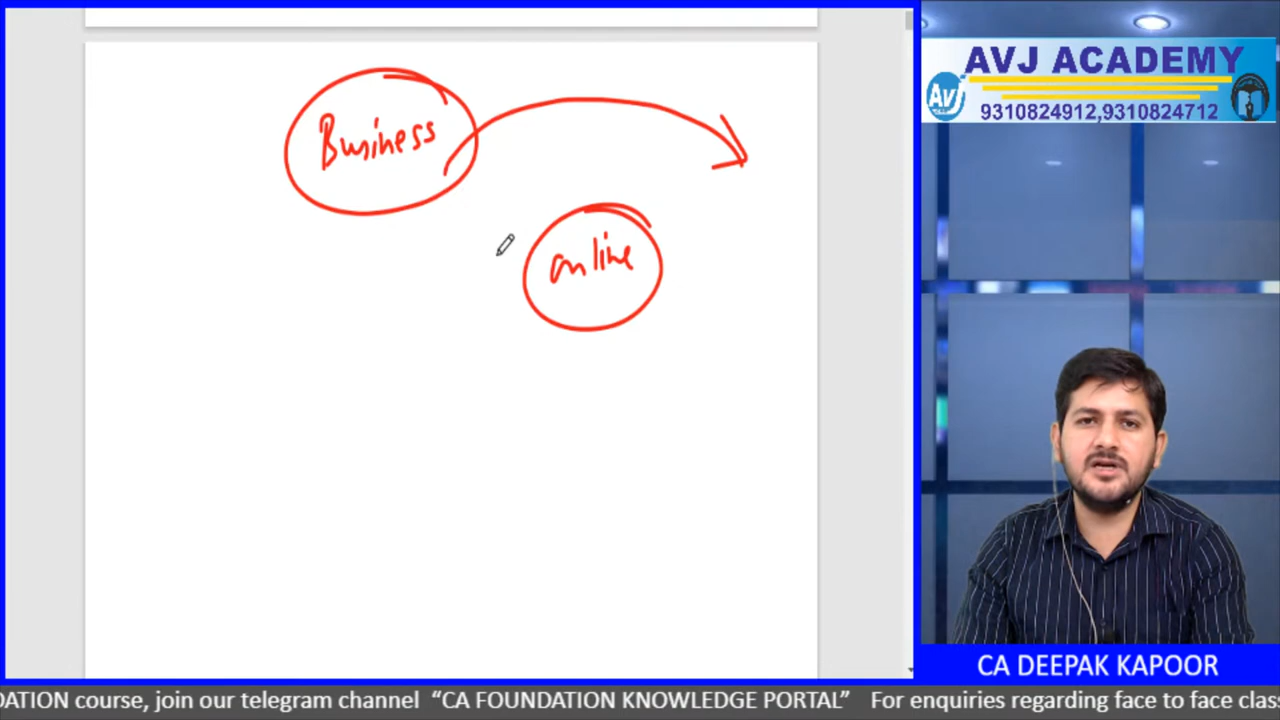 Business
online
AVJ ACADEMY
AVJ
9310824912,9310824712
CA DEEPAK KAPOOR
DATION course, join our telegram channel “CA FOUNDATION KNOWLEDGE PORTAL” For enquiries regarding face to face clas